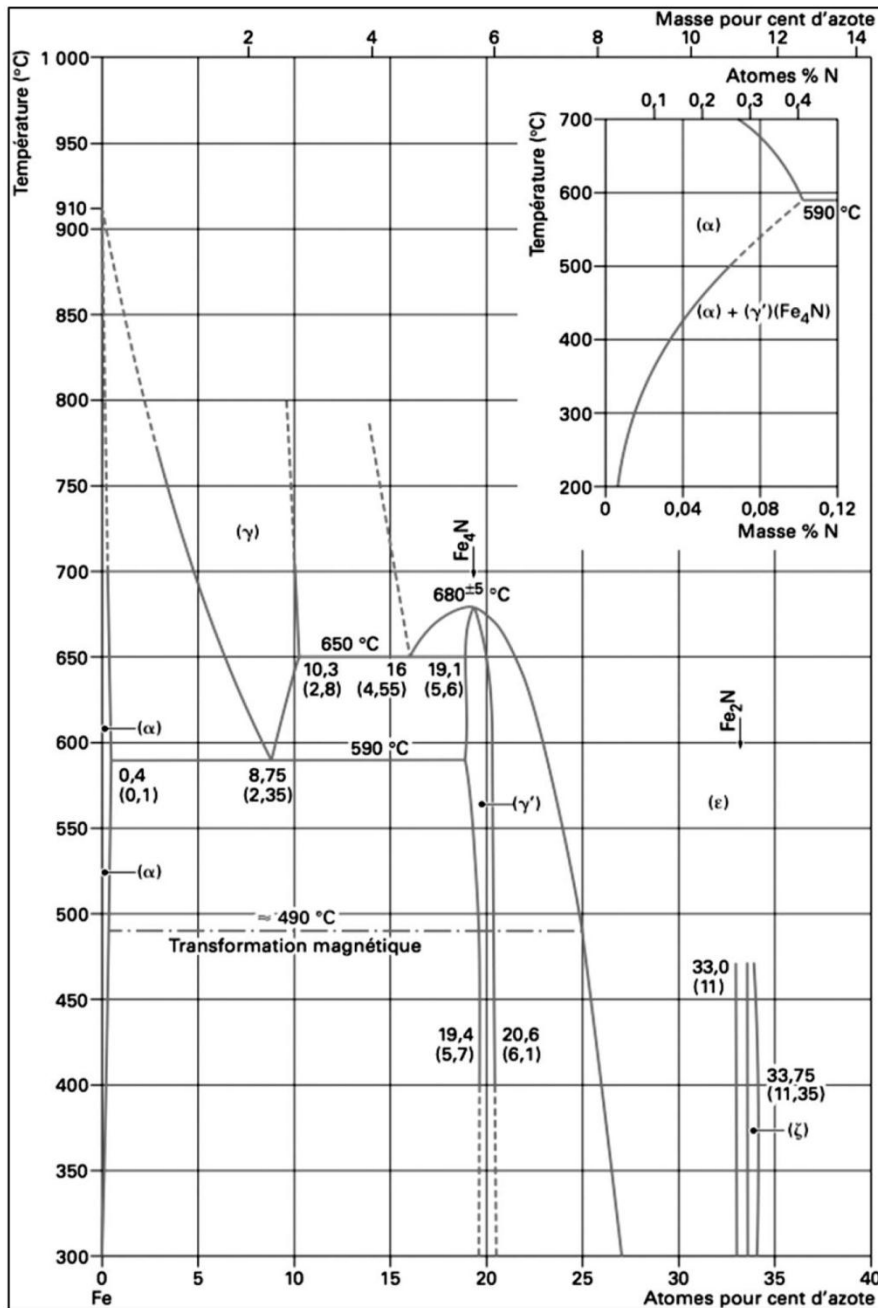 Masse pour cent d'azote
2 4 6 8 10 12 14
Température (°C)
1 000
950
910
900
850
800
750
700
650
600
550
500
450
400
350
300
Atomes % N
0,1 0,2 0,3 0,4
Température (°C)
700
600
500
400
300
200
590 °C
(α)
(α) + (γ')(Fe₄N)
0 0,04 0,08 0,12
Masse % N
(γ)
Fe₄N
680±5 °C
650 °C
10,3 16 19,1
(2,8) (4,55) (5,6)
Fe₂N
(α)
590 °C
0,4 8,75
(0,1) (2,35)
(γ')
(ε)
(α)
≈ 490 °C
Transformation magnétique
33,0
(11)
19,4 20,6
(5,7) (6,1)
33,75
(11,35)
(ζ)
0 5 10 15 20 25 30 35 40
Fe
Atomes pour cent d'azote